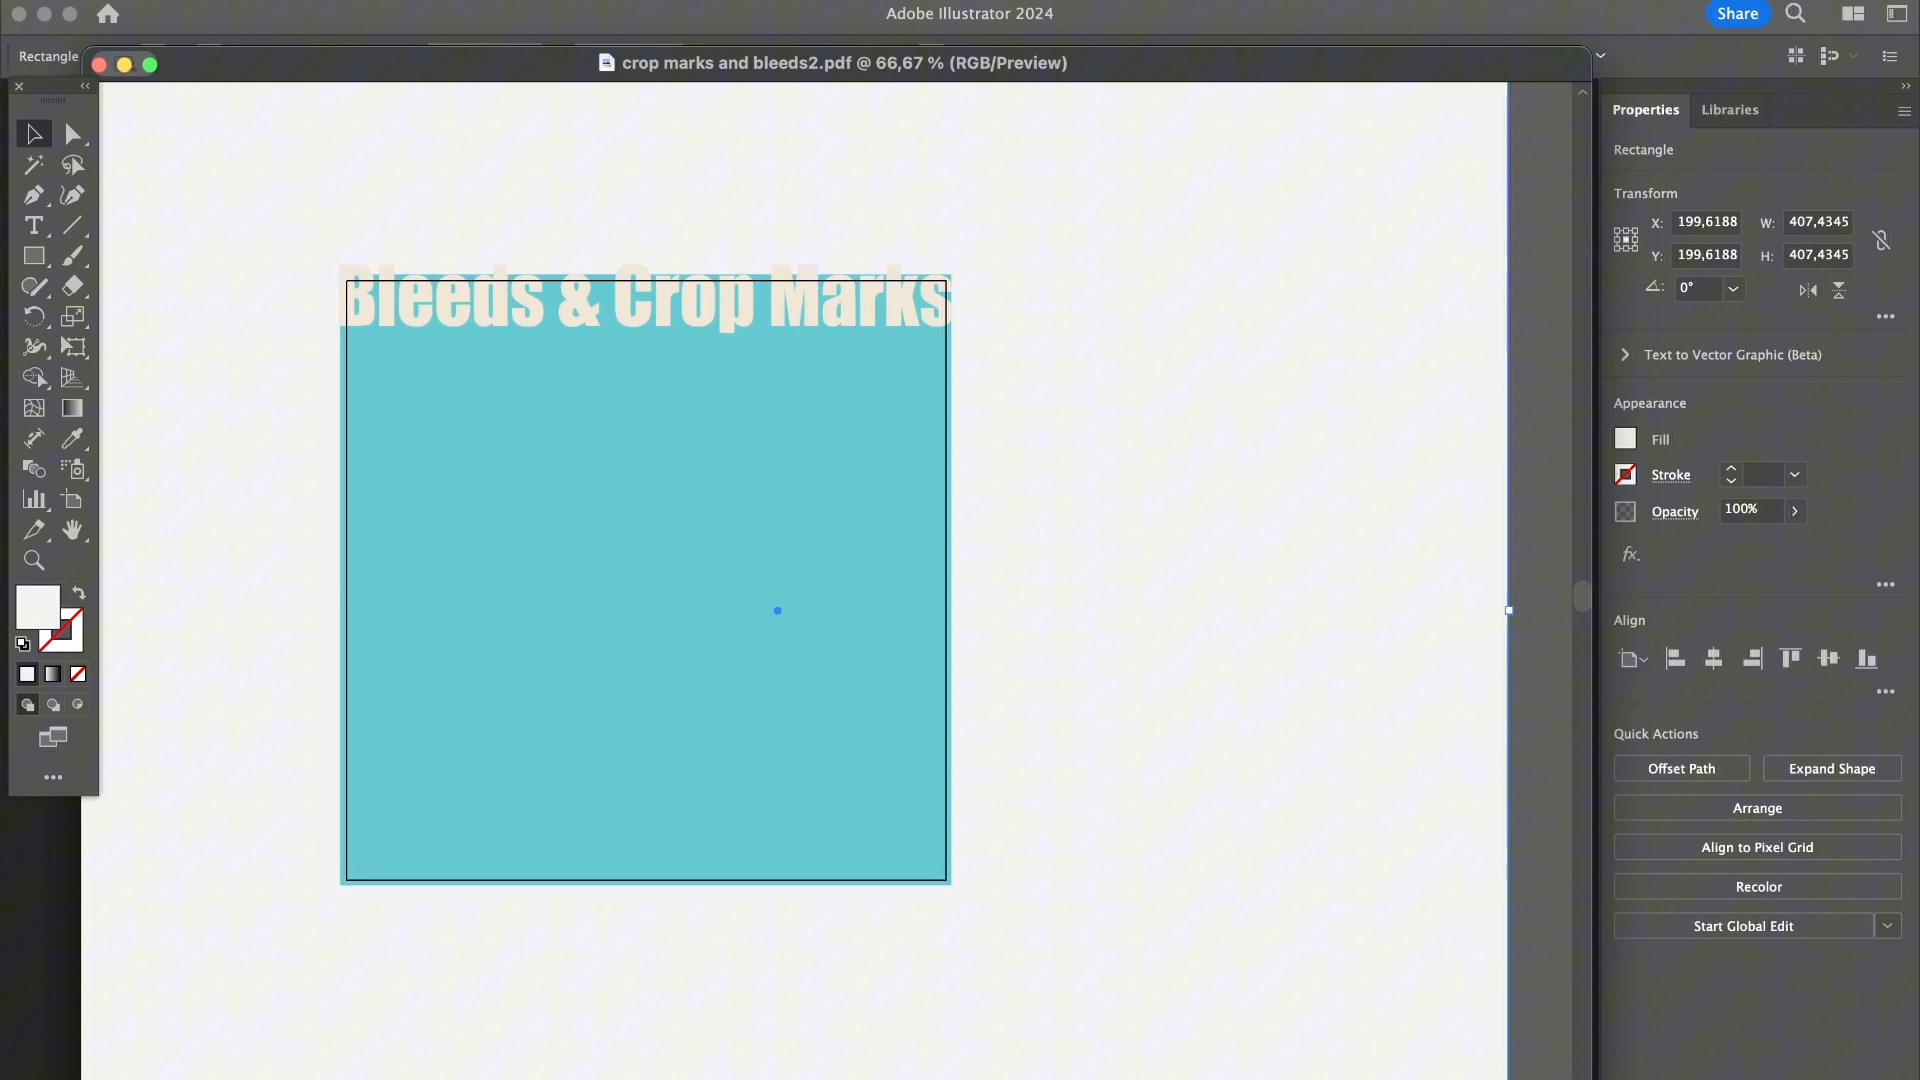 Adobe Illustrator 2024
Share
Rectangle
crop marks and bleeds2.pdf @ 66,67 % (RGB/Preview)
Properties
Libraries
Rectangle
Transform
X: 199,6188 W: 407,4345
Y: 199,6188 H: 407,4345
0°
Text to Vector Graphic (Beta)
Appearance
Fill
Stroke
Opacity 100%
fx.
Align
Quick Actions
Offset Path
Expand Shape
Arrange
Align to Pixel Grid
Recolor
Start Global Edit
Bleeds & Crop Marks